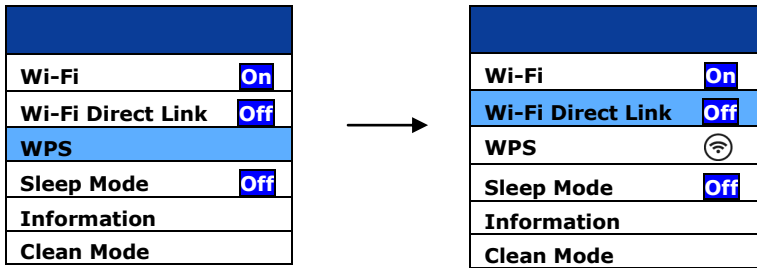 Wi-Fi On
Wi-Fi Direct Link Off
WPS
Sleep Mode Off
Information
Clean Mode
Wi-Fi On
Wi-Fi Direct Link Off
WPS
Sleep Mode Off
Information
Clean Mode